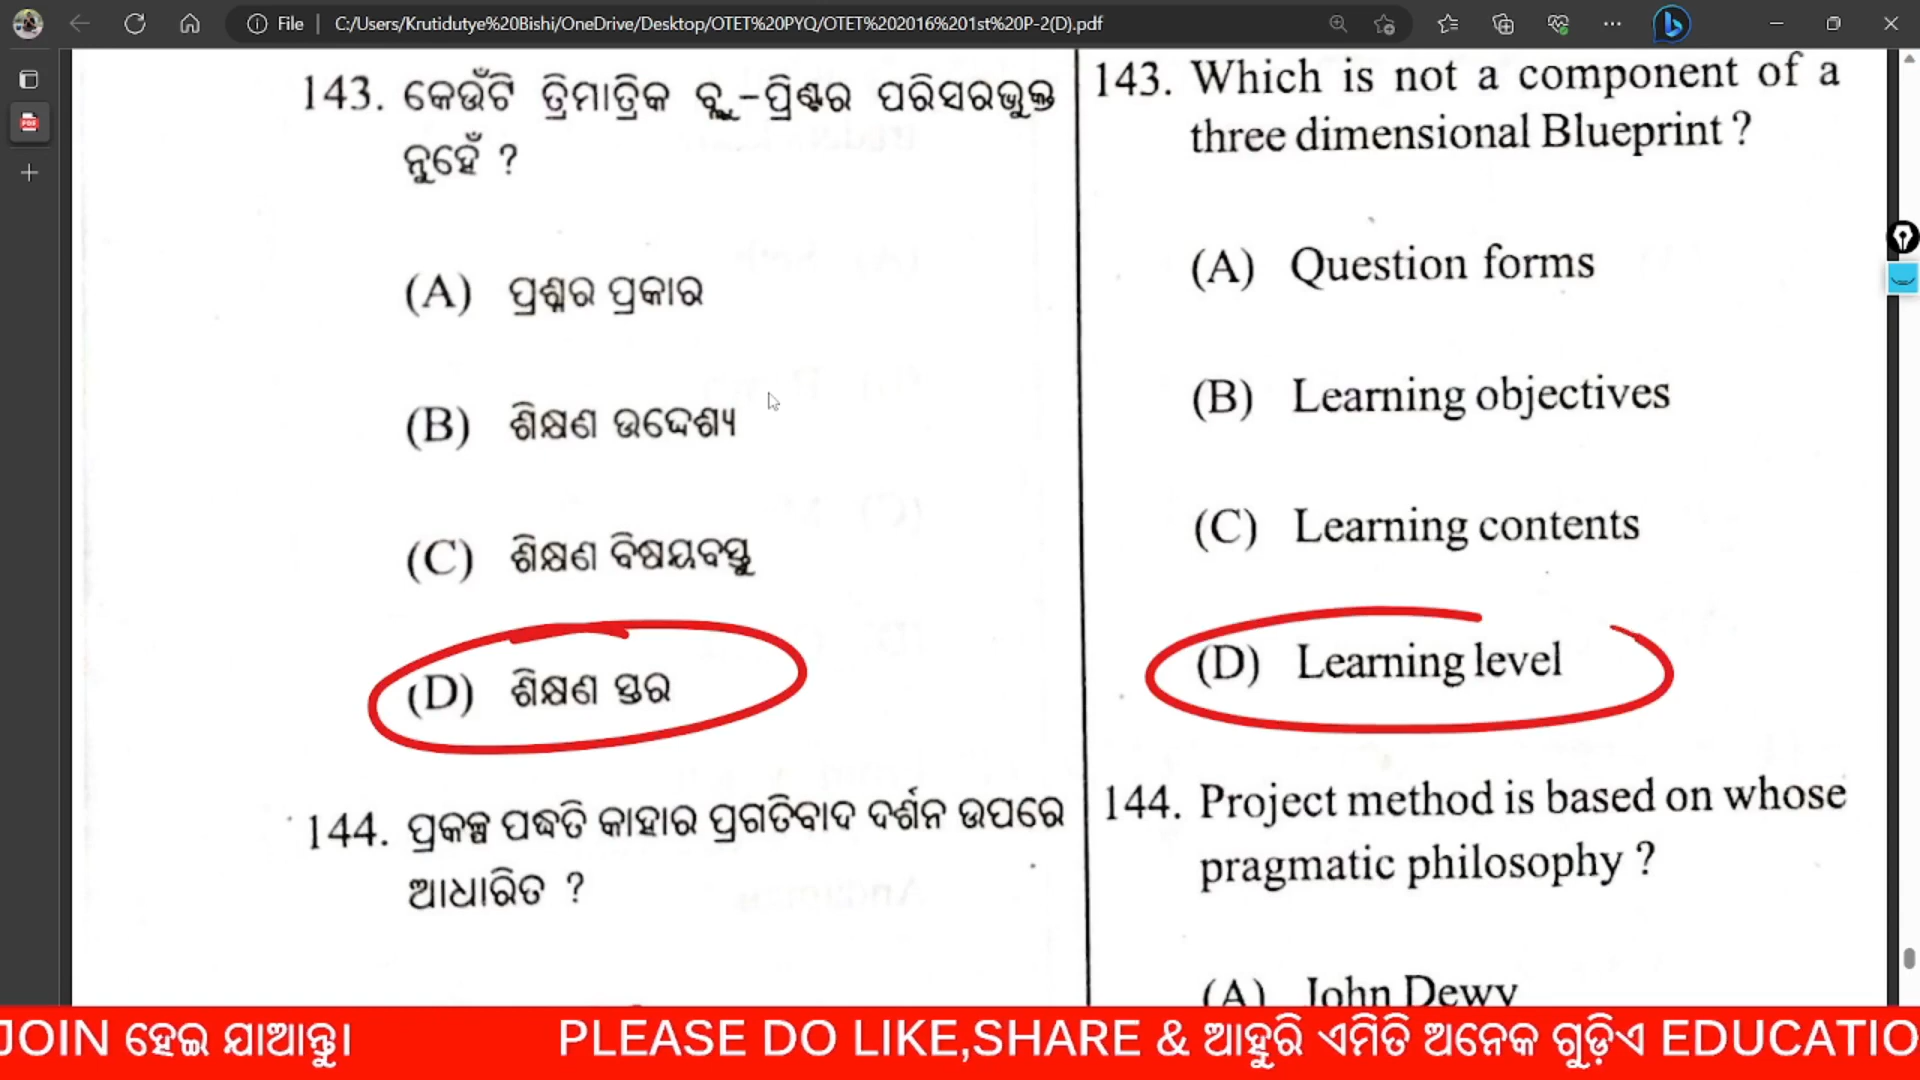 File
C:/Users/Krutidutye%20Bishi/OneDrive/Desktop/OTET%20PYQ/OTET%202016%201st%20P-2(D).pdf
143. କେଉଁଟି ତ୍ରିମାତ୍ରିକ ବ୍ଲୁ-ପ୍ରିଣ୍ଟର ପରିସରଭୁକ୍ତ
ନୁହେଁ ?
(A) ପ୍ରଶ୍ନର ପ୍ରକାର
(B) ଶିକ୍ଷଣ ଉଦ୍ଦେଶ୍ୟ
(C) ଶିକ୍ଷଣ ବିଷୟବସ୍ତୁ
(D) ଶିକ୍ଷଣ ସ୍ତର
144. ପ୍ରକଳ୍ପ ପଦ୍ଧତି କାହାର ପ୍ରଗତିବାଦ ଦର୍ଶନ ଉପରେ
ଆଧାରିତ ?
143. Which is not a component of a
three dimensional Blueprint ?
(A) Question forms
(B) Learning objectives
(C) Learning contents
(D) Learning level
144. Project method is based on whose
pragmatic philosophy ?
(A) John Dewy
JOIN ହେଇ ଯାଆନ୍ତୁ। PLEASE DO LIKE,SHARE & ଆହୁରି ଏମିତି ଅନେକ ଗୁଡ଼ିଏ EDUCATIO